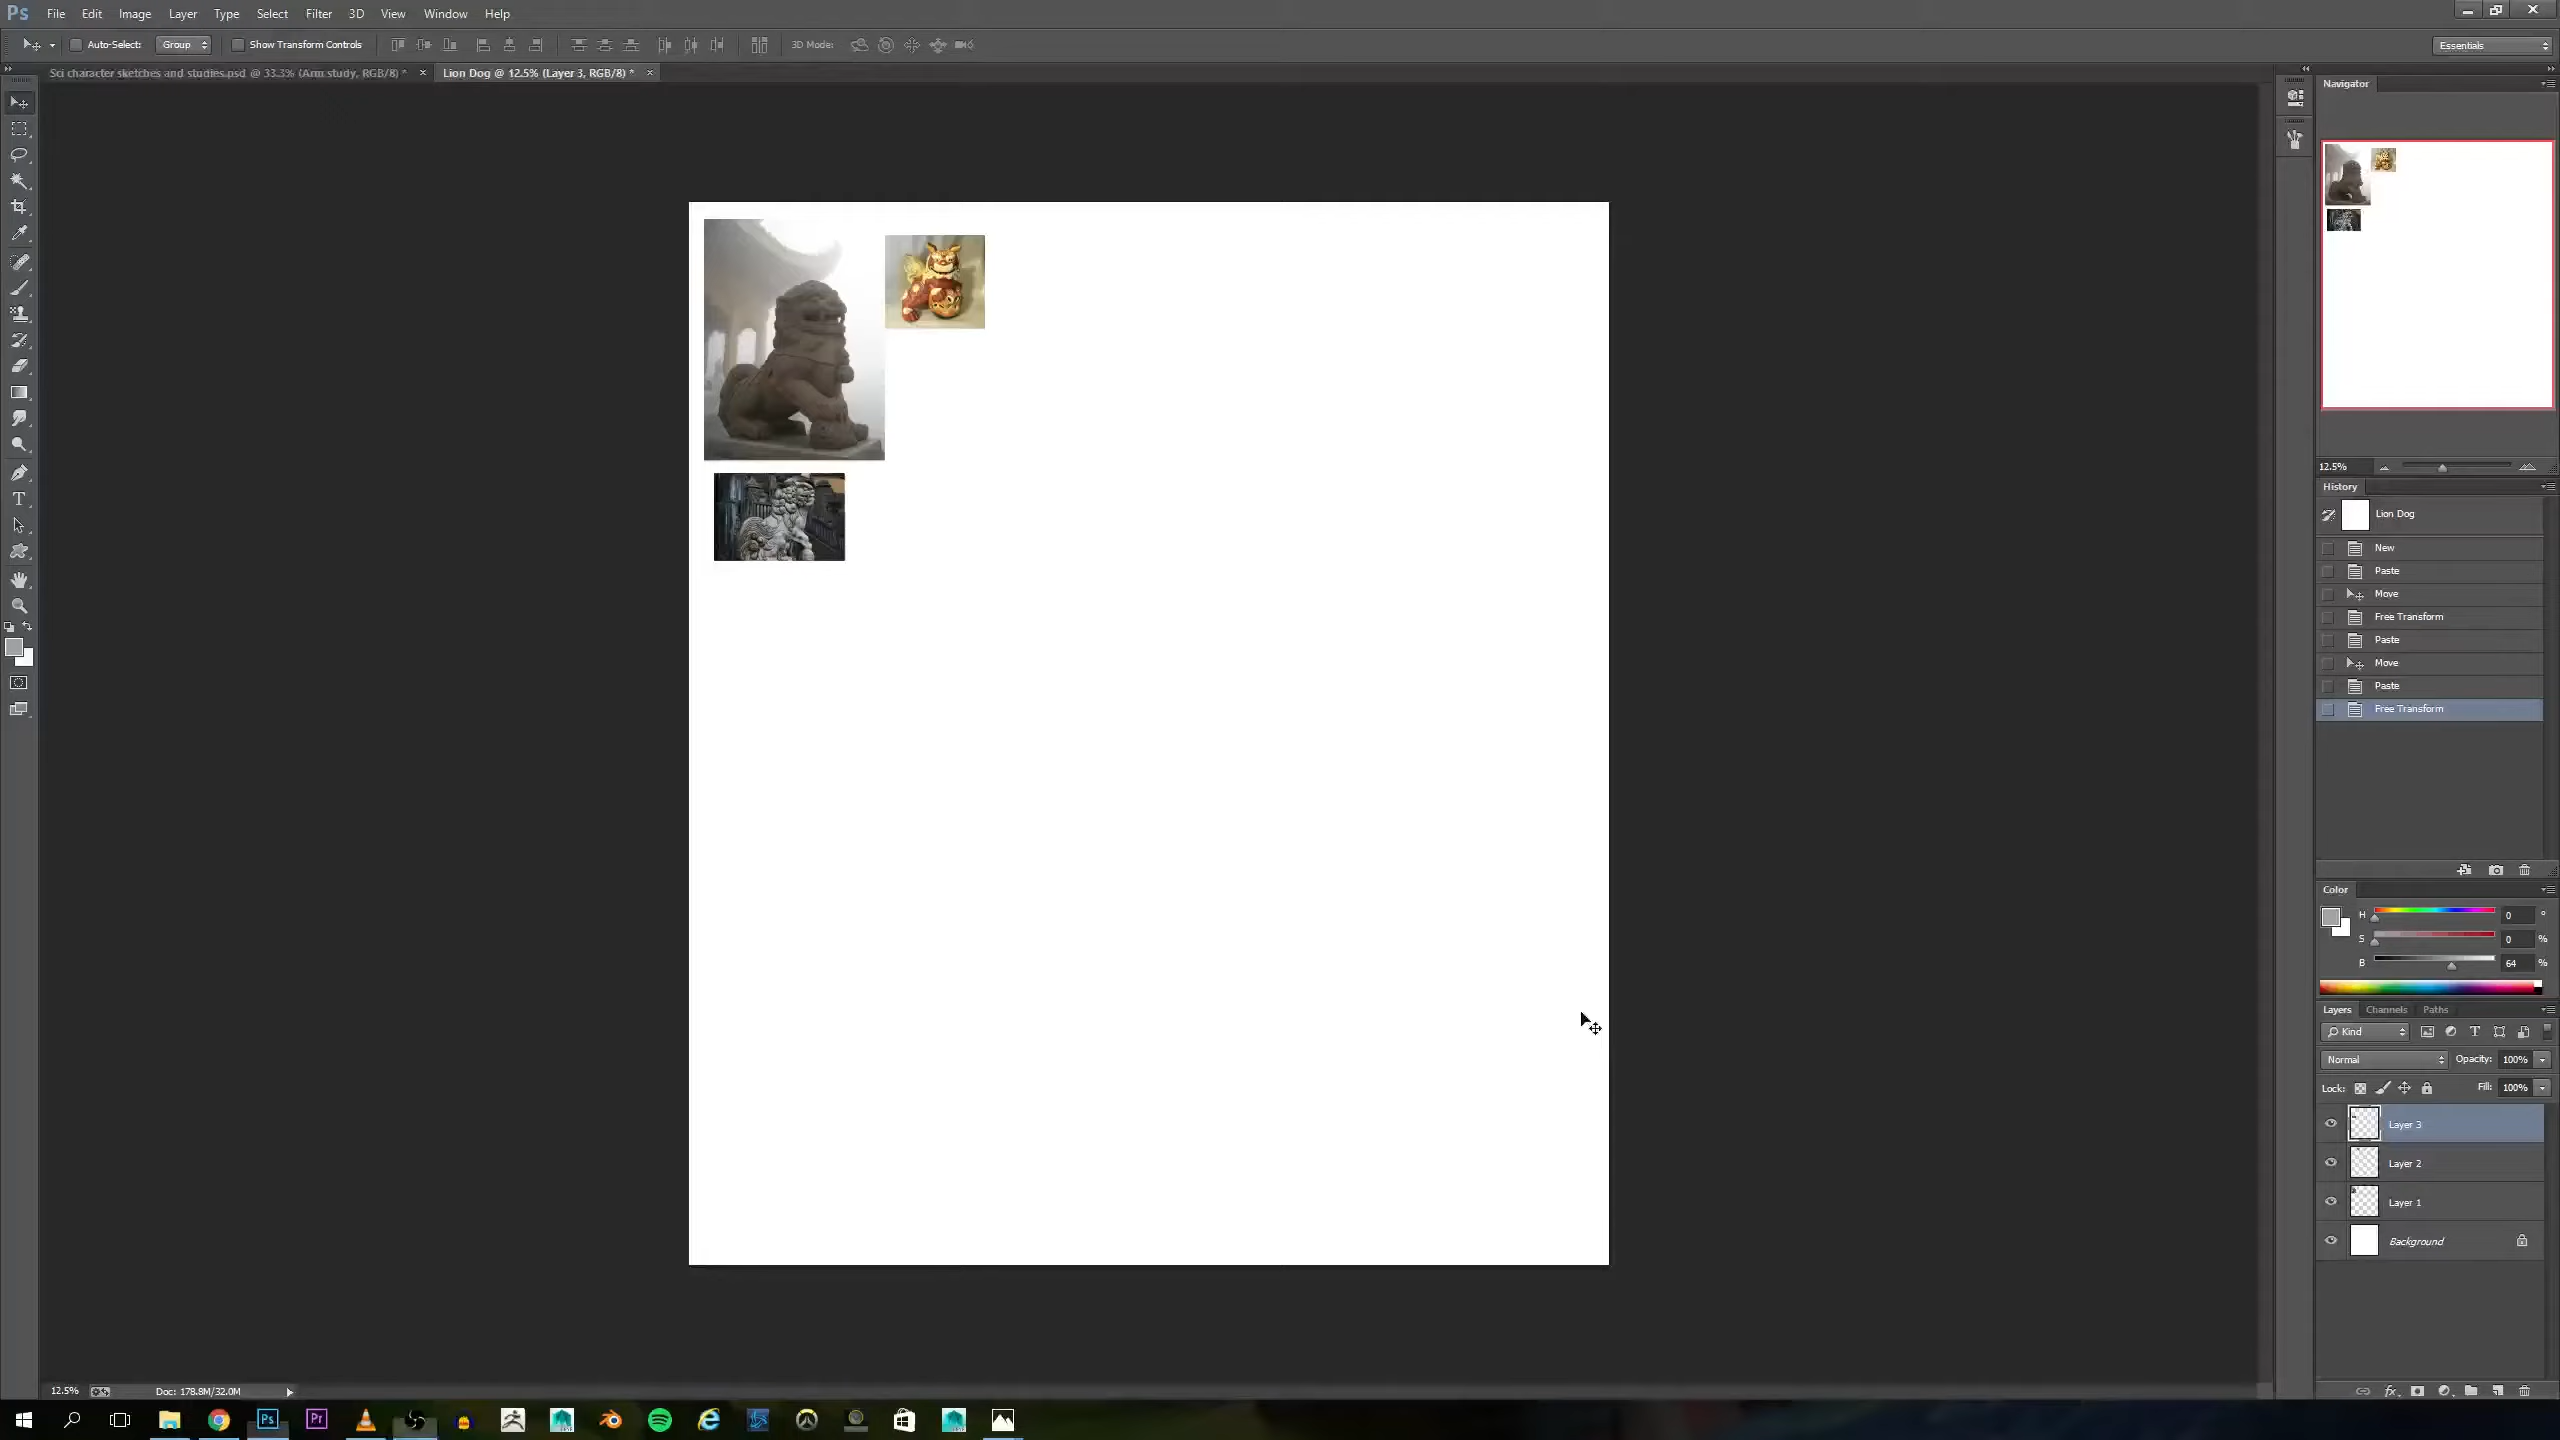 Ps File Edit Image Layer Type Select Filter 3D View Window Help
Auto-Select: Group Show Transform Controls 3D Mode: Essentials
Sci character sketches and studies.psd @ 33.3% (Arm study, RGB/8) * × Lion Dog @ 12.5% (Layer 3, RGB/8) * ×
Navigator
12.5%
History
Lion Dog
New
Paste
Move
Free Transform
Paste
Move
Paste
Free Transform
Color
H 0 °
S 0 %
B 64 %
Layers Channels Paths
Kind
Normal Opacity: 100%
Lock: Fill: 100%
Layer 3
Layer 2
Layer 1
Background
12.5% Doc: 178.8M/32.0M
Ps Pr